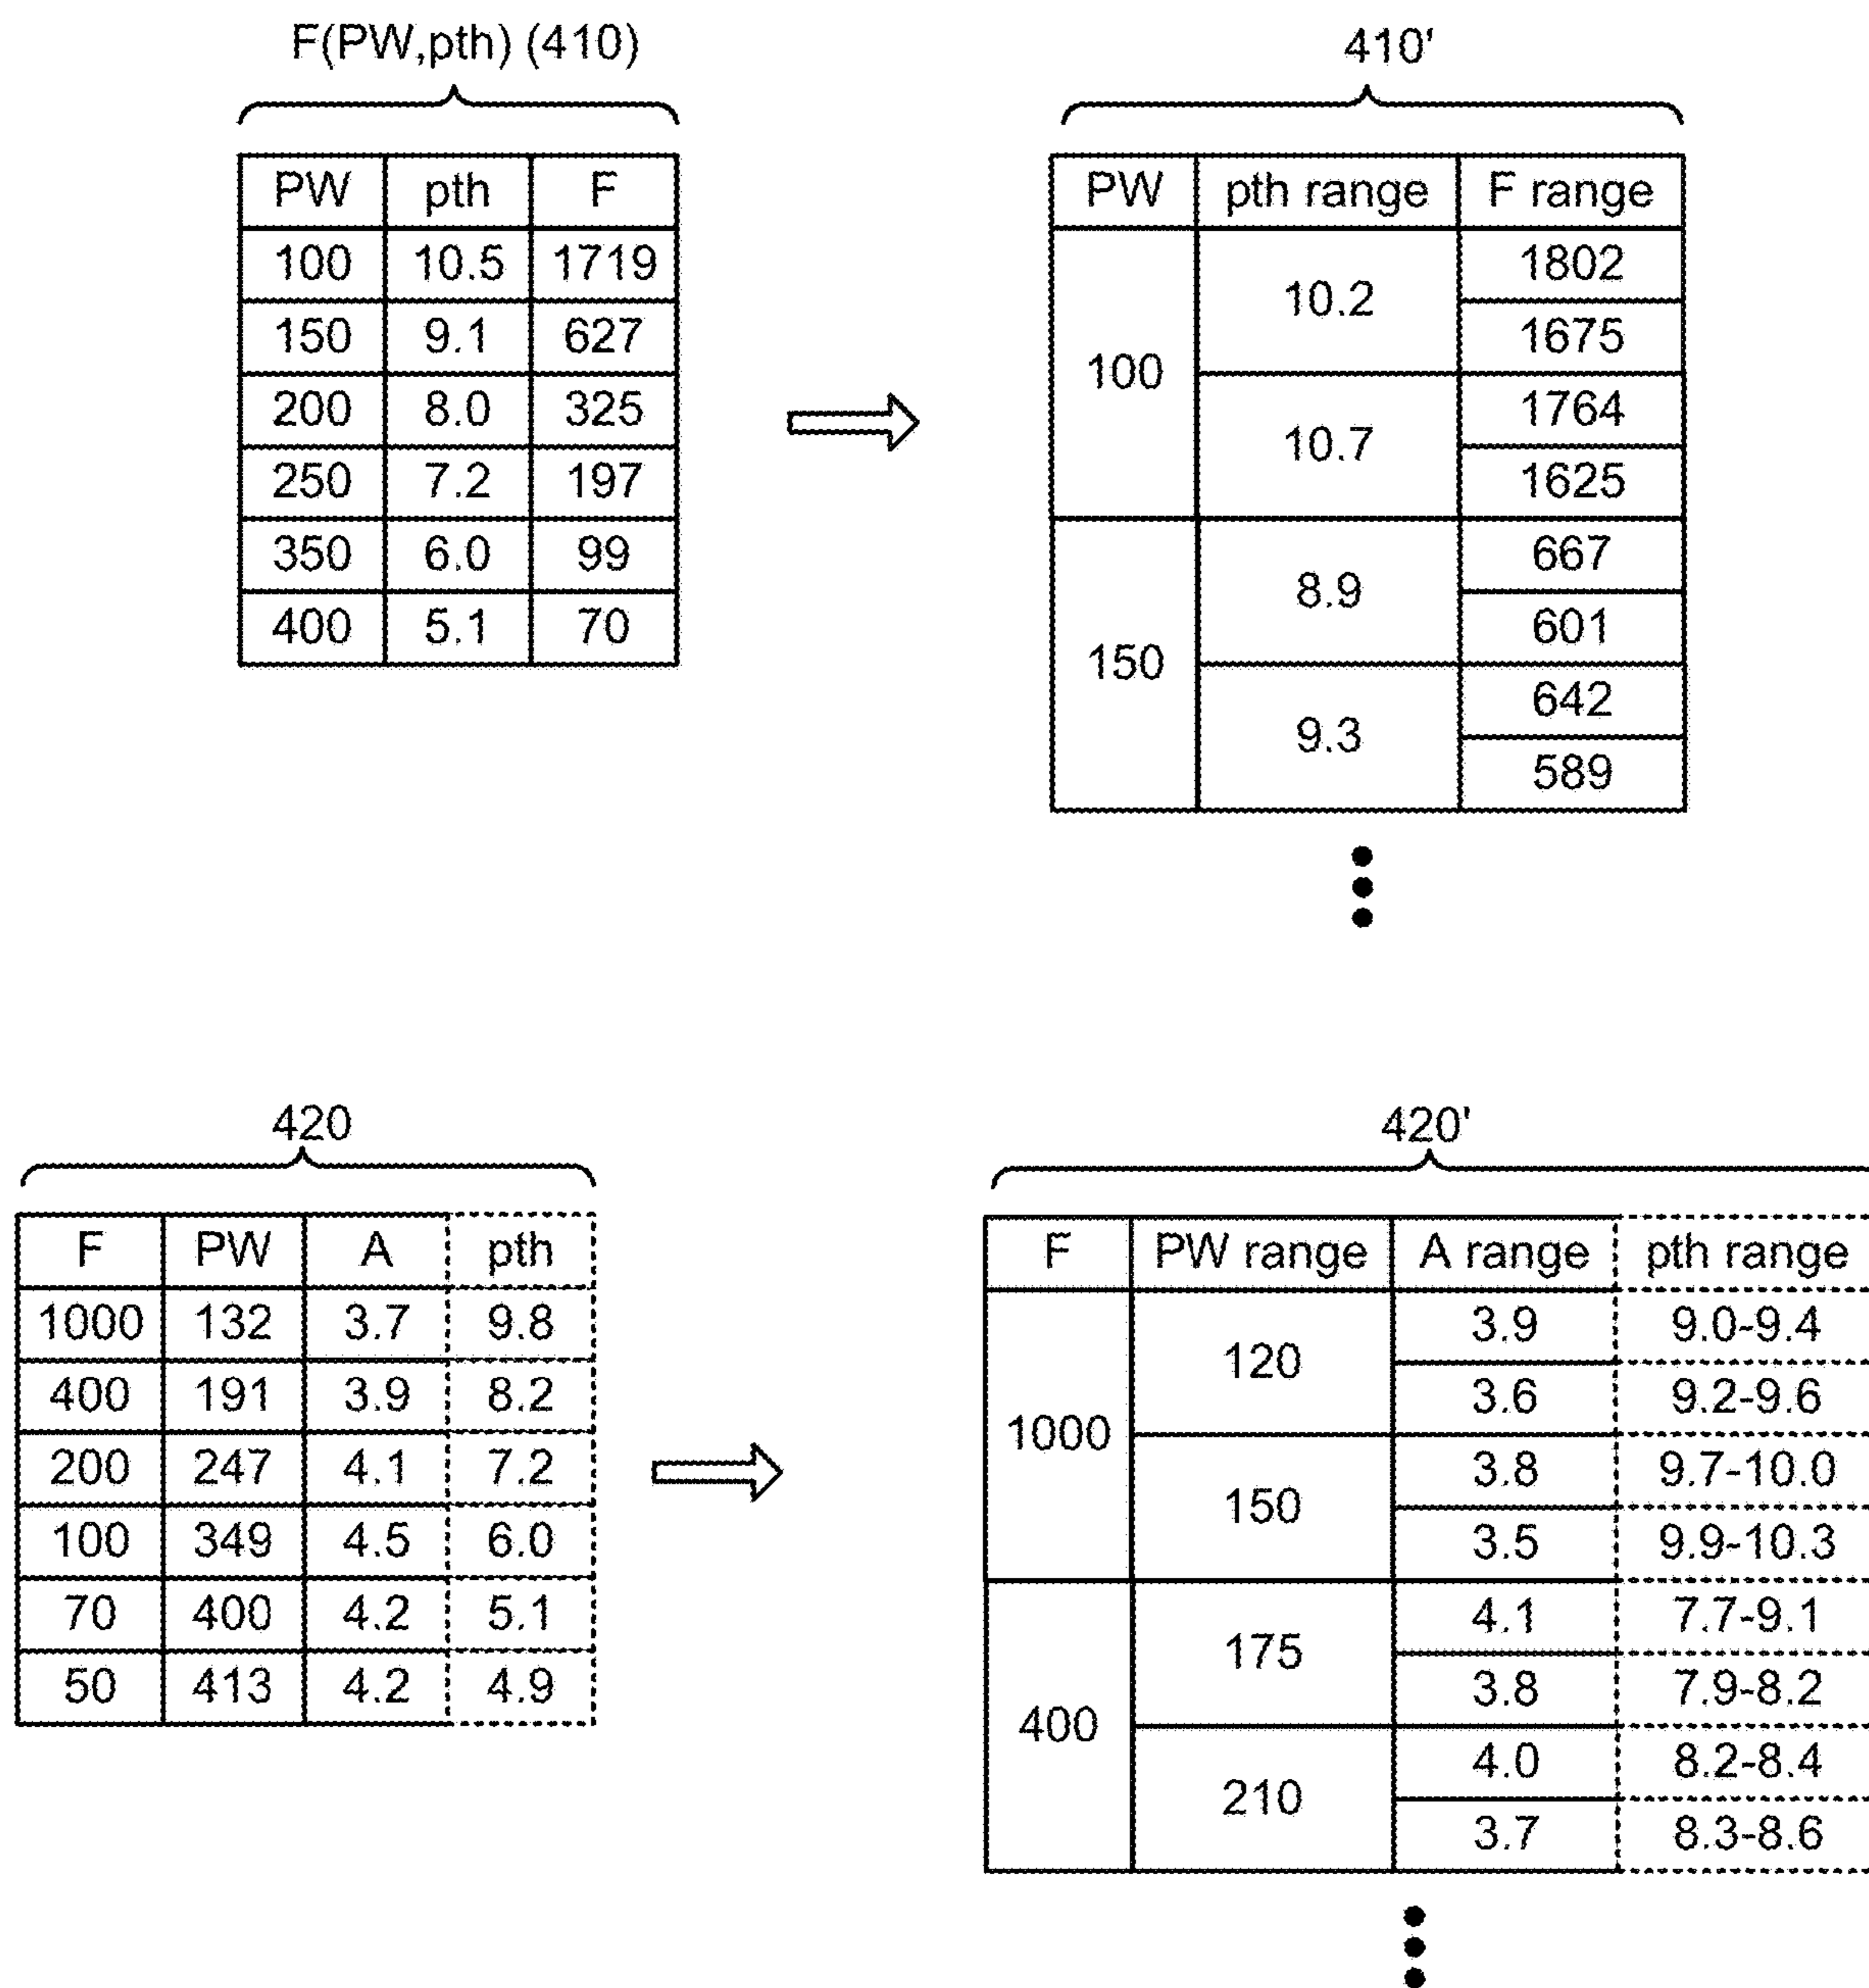 F(PW,pth) (410)
PW pth F
100 10.5 1719
150 9.1 627
200 8.0 325
250 7.2 197
350 6.0 99
400 5.1 70
410'
PW pth range F range
100 10.2 1802
1675
10.7 1764
1625
150 8.9 667
601
9.3 642
589
420
F PW A pth
1000 132 3.7 9.8
400 191 3.9 8.2
200 247 4.1 7.2
100 349 4.5 6.0
70 400 4.2 5.1
50 413 4.2 4.9
420'
F PW range A range pth range
1000 120 3.9 9.0-9.4
3.6 9.2-9.6
150 3.8 9.7-10.0
3.5 9.9-10.3
400 175 4.1 7.7-9.1
3.8 7.9-8.2
210 4.0 8.2-8.4
3.7 8.3-8.6